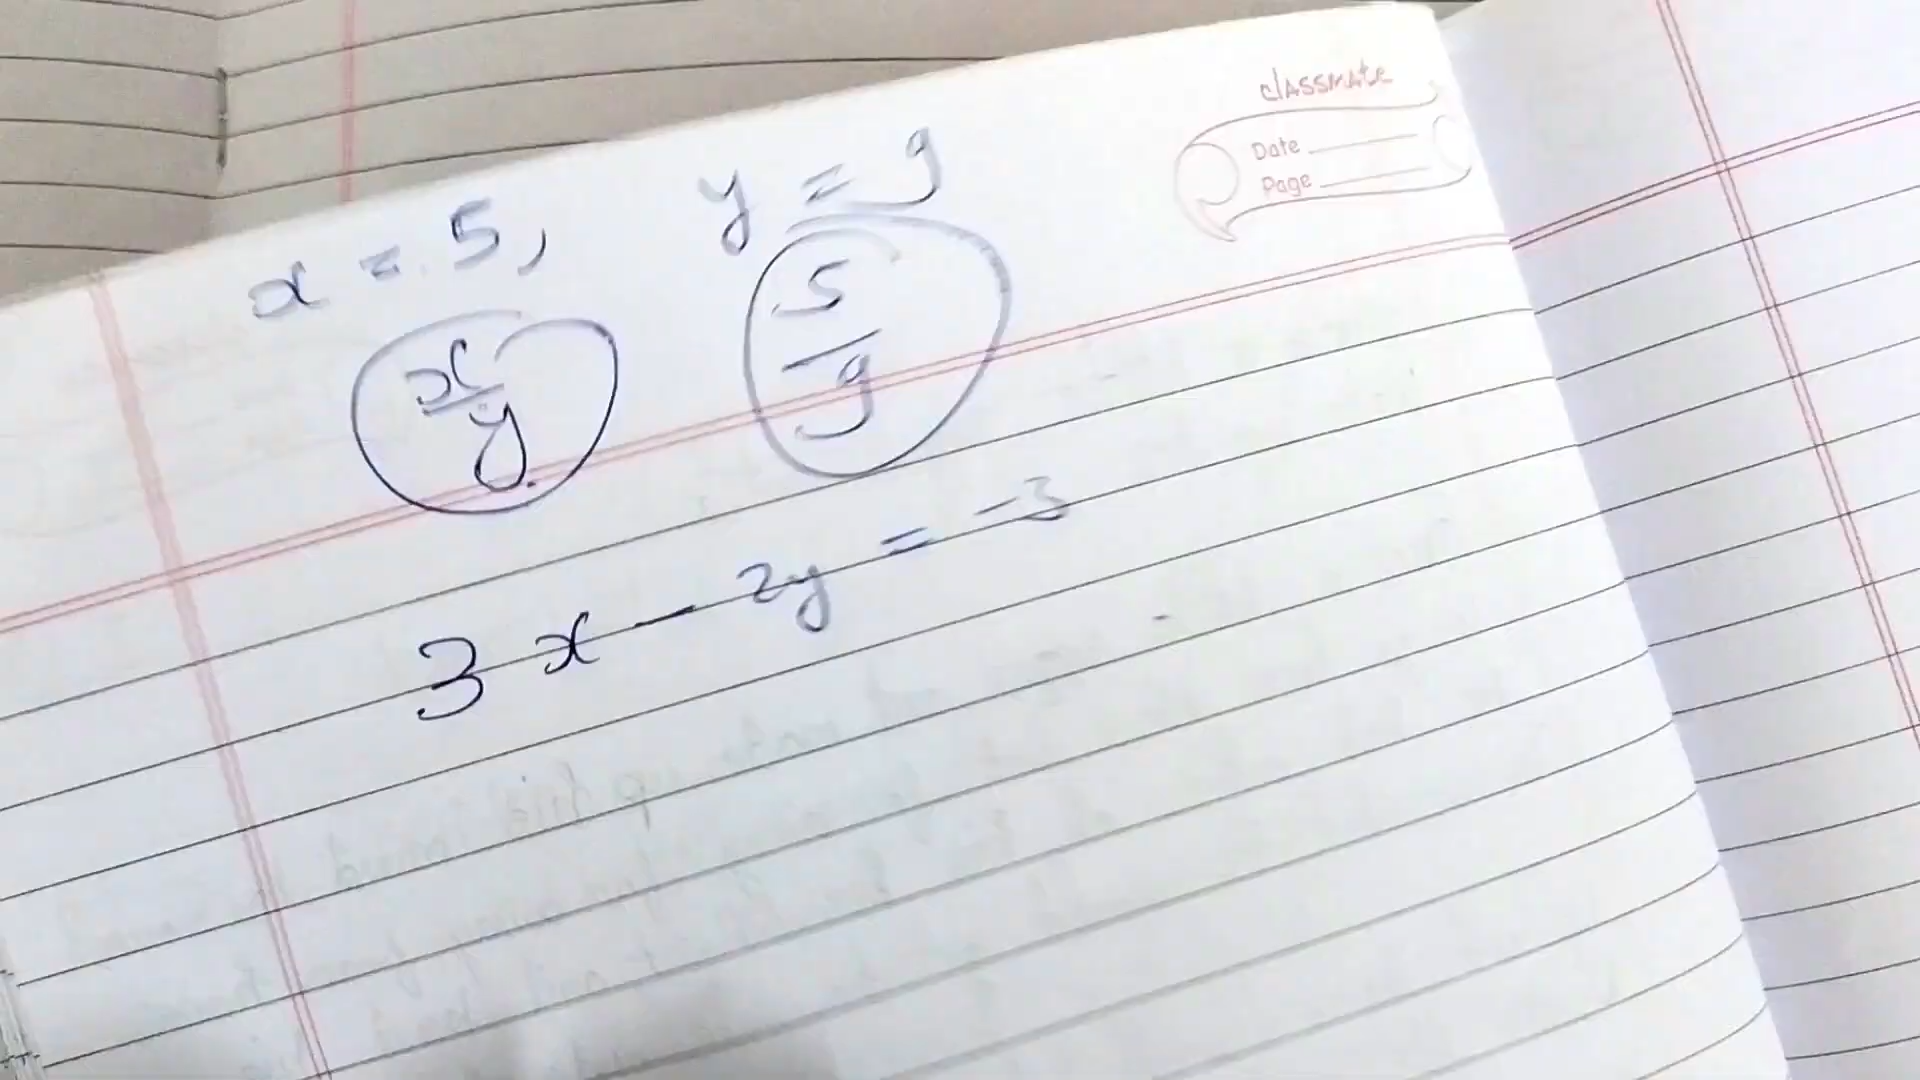 classmate
Date
Page
x = 5, y = 9
x/y 5/9
3x - 2y = -3